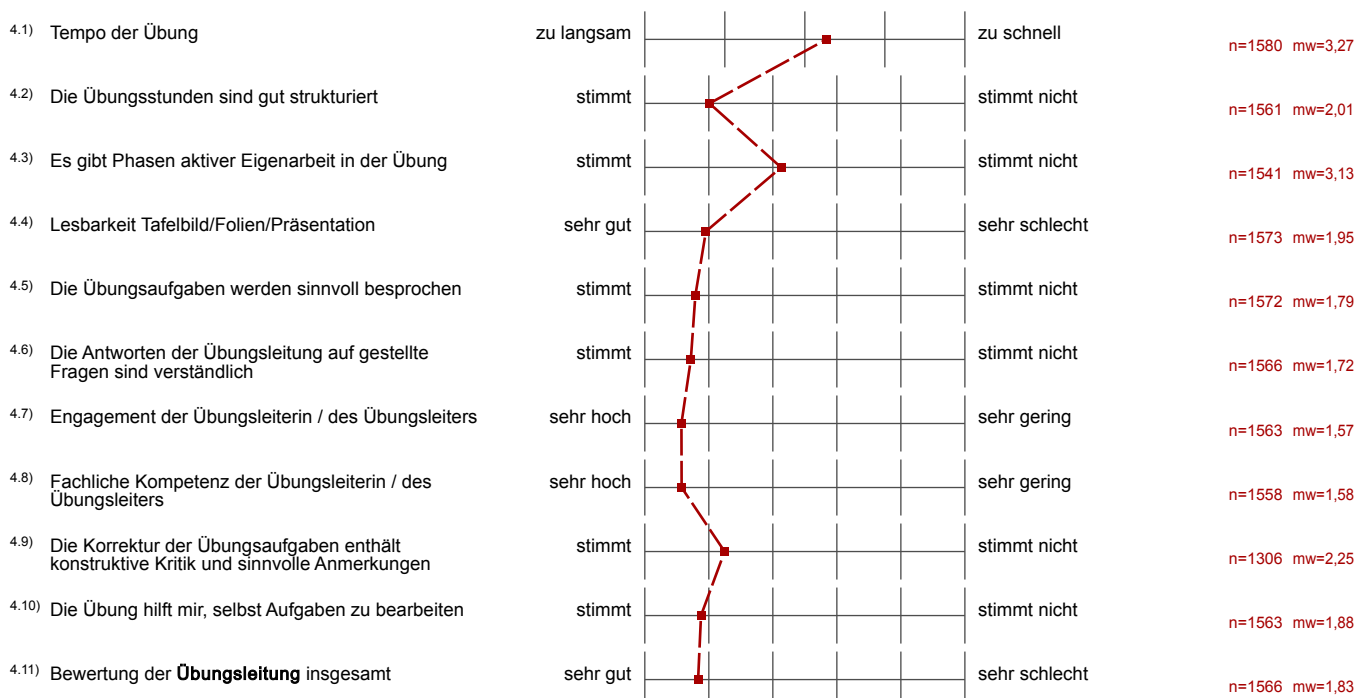 4.1) Tempo der Übung zu langsam zu schnell n=1580 mw=3,27
4.2) Die Übungsstunden sind gut strukturiert stimmt stimmt nicht n=1561 mw=2,01
4.3) Es gibt Phasen aktiver Eigenarbeit in der Übung stimmt stimmt nicht n=1541 mw=3,13
4.4) Lesbarkeit Tafelbild/Folien/Präsentation sehr gut sehr schlecht n=1573 mw=1,95
4.5) Die Übungsaufgaben werden sinnvoll besprochen stimmt stimmt nicht n=1572 mw=1,79
4.6) Die Antworten der Übungsleitung auf gestellte stimmt stimmt nicht n=1566 mw=1,72
Fragen sind verständlich
4.7) Engagement der Übungsleiterin / des Übungsleiters sehr hoch sehr gering n=1563 mw=1,57
4.8) Fachliche Kompetenz der Übungsleiterin / des sehr hoch sehr gering n=1558 mw=1,58
Übungsleiters
4.9) Die Korrektur der Übungsaufgaben enthält stimmt stimmt nicht n=1306 mw=2,25
konstruktive Kritik und sinnvolle Anmerkungen
4.10) Die Übung hilft mir, selbst Aufgaben zu bearbeiten stimmt stimmt nicht n=1563 mw=1,88
4.11) Bewertung der Übungsleitung insgesamt sehr gut sehr schlecht n=1566 mw=1,83